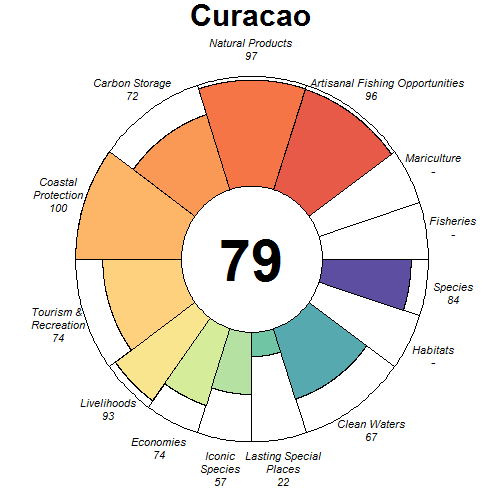 Curacao
Natural Products
97
Carbon Storage
72
Artisanal Fishing Opportunities
96
Mariculture
-
Coastal
Protection
100
Fisheries
-
79
Species
84
Tourism &
Recreation
74
Habitats
-
Livelihoods
93
Clean Waters
67
Economies
74
Iconic
Species
57
Lasting Special
Places
22